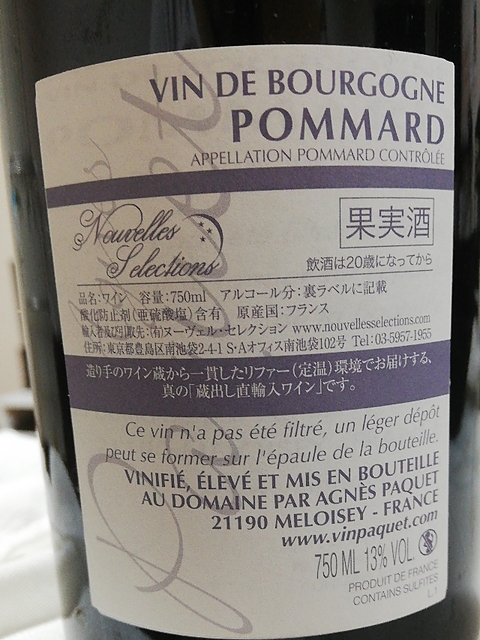 VIN DE BOURGOGNE
POMMARD
APPELLATION POMMARD CONTRÔLÉE
Nouvelles
Selections
果実酒
飲酒は20歳になってから
品名:ワイン 容量:750ml アルコール分:裏ラベルに記載
酸化防止剤(亜硫酸塩)含有 原産国:フランス
輸入者及び引取先:(有)ヌーヴェル・セレクション www.nouvellesselections.com
住所:東京都豊島区南池袋2-4-1 S・Aオフィス南池袋102号 Tel:03-5957-1955
造り手のワイン蔵から一貫したリファー(定温)環境でお届けする、
真の「蔵出し直輸入ワイン」です。
Ce vin n'a pas été filtré, un léger dépôt
peut se former sur l'épaule de la bouteille.
VINIFIÉ, ÉLEVÉ ET MIS EN BOUTEILLE
AU DOMAINE PAR AGNÈS PAQUET
21190 MELOISEY - FRANCE
www.vinpaquet.com
750 ML 13% VOL.
PRODUIT DE FRANCE
CONTAINS SULFITES